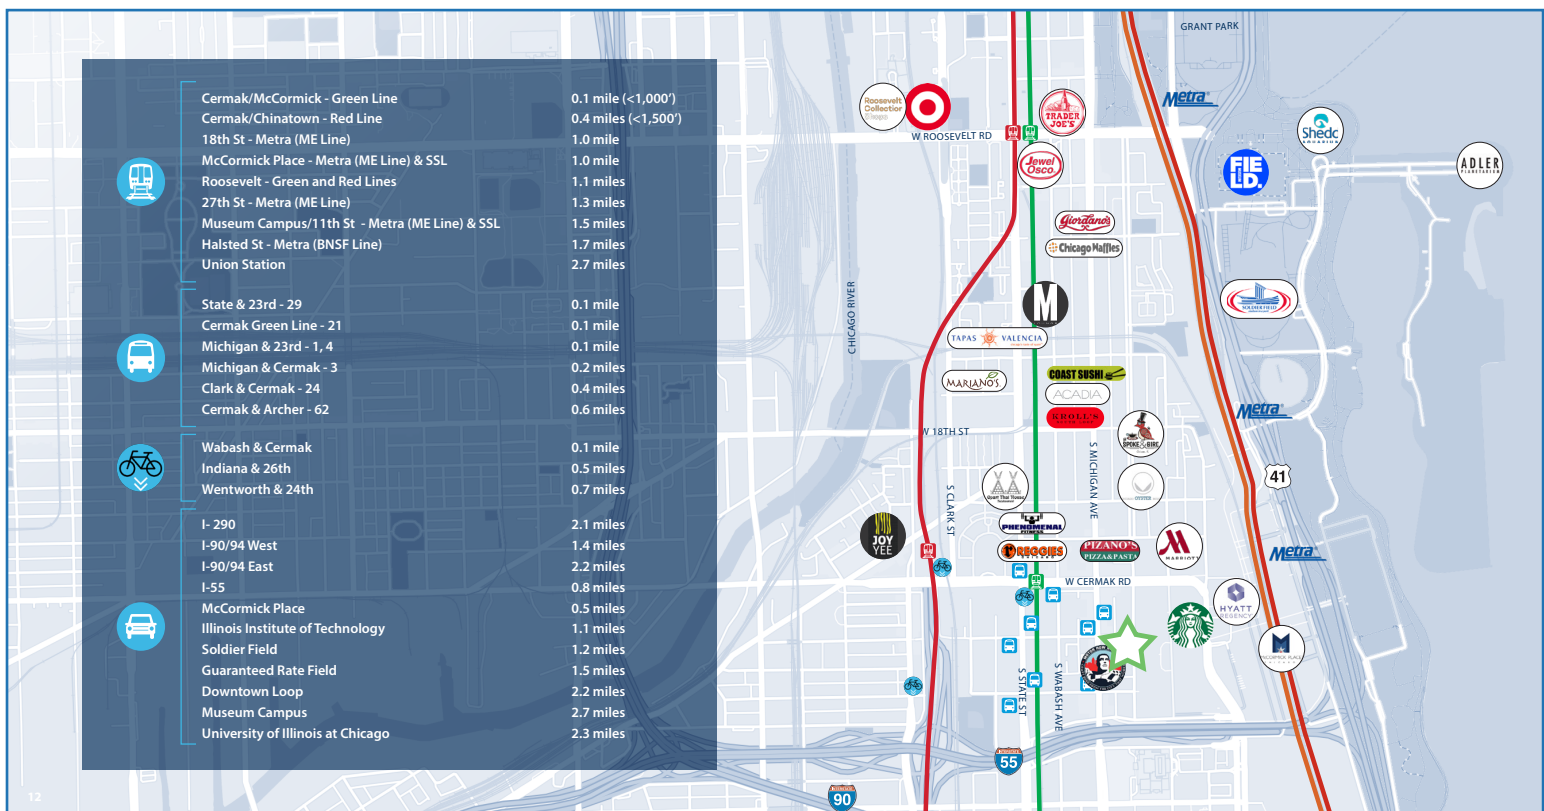 Cermak/McCormick - Green Line 0.1 mile (<1,000')
Cermak/Chinatown - Red Line 0.4 miles (<1,500')
18th St - Metra (ME Line) 1.0 mile
McCormick Place - Metra (ME Line) & SSL 1.0 mile
Roosevelt - Green and Red Lines 1.1 miles
27th St - Metra (ME Line) 1.3 miles
Museum Campus/11th St - Metra (ME Line) & SSL 1.5 miles
Halsted St - Metra (BNSF Line) 1.7 miles
Union Station 2.7 miles
State & 23rd - 29 0.1 mile
Cermak Green Line - 21 0.1 mile
Michigan & 23rd - 1, 4 0.1 mile
Michigan & Cermak - 3 0.2 miles
Clark & Cermak - 24 0.4 miles
Cermak & Archer - 62 0.6 miles
Wabash & Cermak 0.1 mile
Indiana & 26th 0.5 miles
Wentworth & 24th 0.7 miles
I- 290 2.1 miles
I-90/94 West 1.4 miles
I-90/94 East 2.2 miles
I-55 0.8 miles
McCormick Place 0.5 miles
Illinois Institute of Technology 1.1 miles
Soldier Field 1.2 miles
Guaranteed Rate Field 1.5 miles
Downtown Loop 2.2 miles
Museum Campus 2.7 miles
University of Illinois at Chicago 2.3 miles
12
GRANT PARK
Metra
Roosevelt
Collection
Shops
TRADER
JOE'S
W ROOSEVELT RD
Shedd
AQUARIUM
Jewel
Osco
FIE
LD.
ADLER
PLANETARIUM
Giordano's
Chicago Waffles
CHICAGO RIVER
SOLDIER FIELD
M
TAPAS VALENCIA
MARIANO'S
COAST SUSHI
ACADIA
KROLL'S
Metra
W 18TH ST
SPOKE & BIRD
S MICHIGAN AVE
41
S CLARK ST
OYSTER
PHENOMENAL
FITNESS
JOY
YEE
REGGIES
PIZANO'S
PIZZA & PASTA
MARRIOTT
Metra
W CERMAK RD
HYATT
REGENCY
M
MCCORMICK PLACE
CHICAGO
S STATE ST
S WABASH AVE
55
90